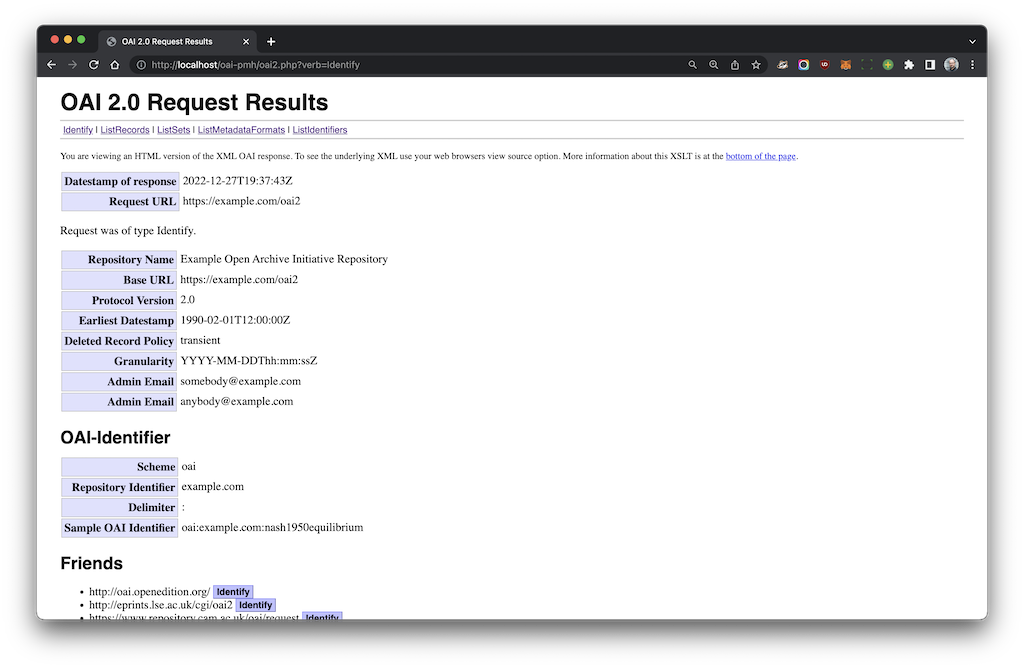 OAI 2.0 Request Results
http://localhost/oai-pmh/oai2.php?verb=Identify
OAI 2.0 Request Results
Identify | ListRecords | ListSets | ListMetadataFormats | ListIdentifiers
You are viewing an HTML version of the XML OAI response. To see the underlying XML use your web browsers view source option. More information about this XSLT is at the bottom of the page.
Datestamp of response 2022-12-27T19:37:43Z
Request URL https://example.com/oai2
Request was of type Identify.
Repository Name Example Open Archive Initiative Repository
Base URL https://example.com/oai2
Protocol Version 2.0
Earliest Datestamp 1990-02-01T12:00:00Z
Deleted Record Policy transient
Granularity YYYY-MM-DDThh:mm:ssZ
Admin Email somebody@example.com
Admin Email anybody@example.com
OAI-Identifier
Scheme oai
Repository Identifier example.com
Delimiter :
Sample OAI Identifier oai:example.com:nash1950equilibrium
Friends
• http://oai.openedition.org/ Identify
• http://eprints.lse.ac.uk/cgi/oai2 Identify
• https://www.repository.cam.ac.uk/oai/request Identify